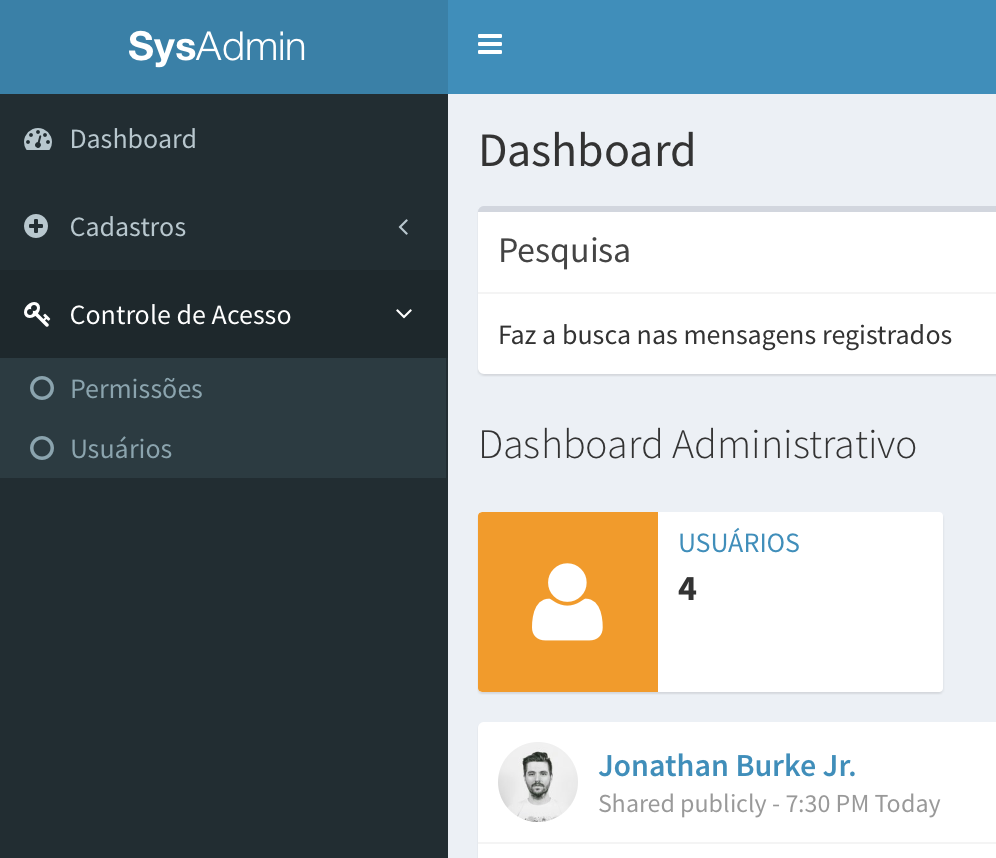 SysAdmin
Dashboard
Cadastros
Controle de Acesso
Permissões
Usuários
Dashboard
Pesquisa
Faz a busca nas mensagens registrados
Dashboard Administrativo
USUÁRIOS
4
Jonathan Burke Jr.
Shared publicly - 7:30 PM Today